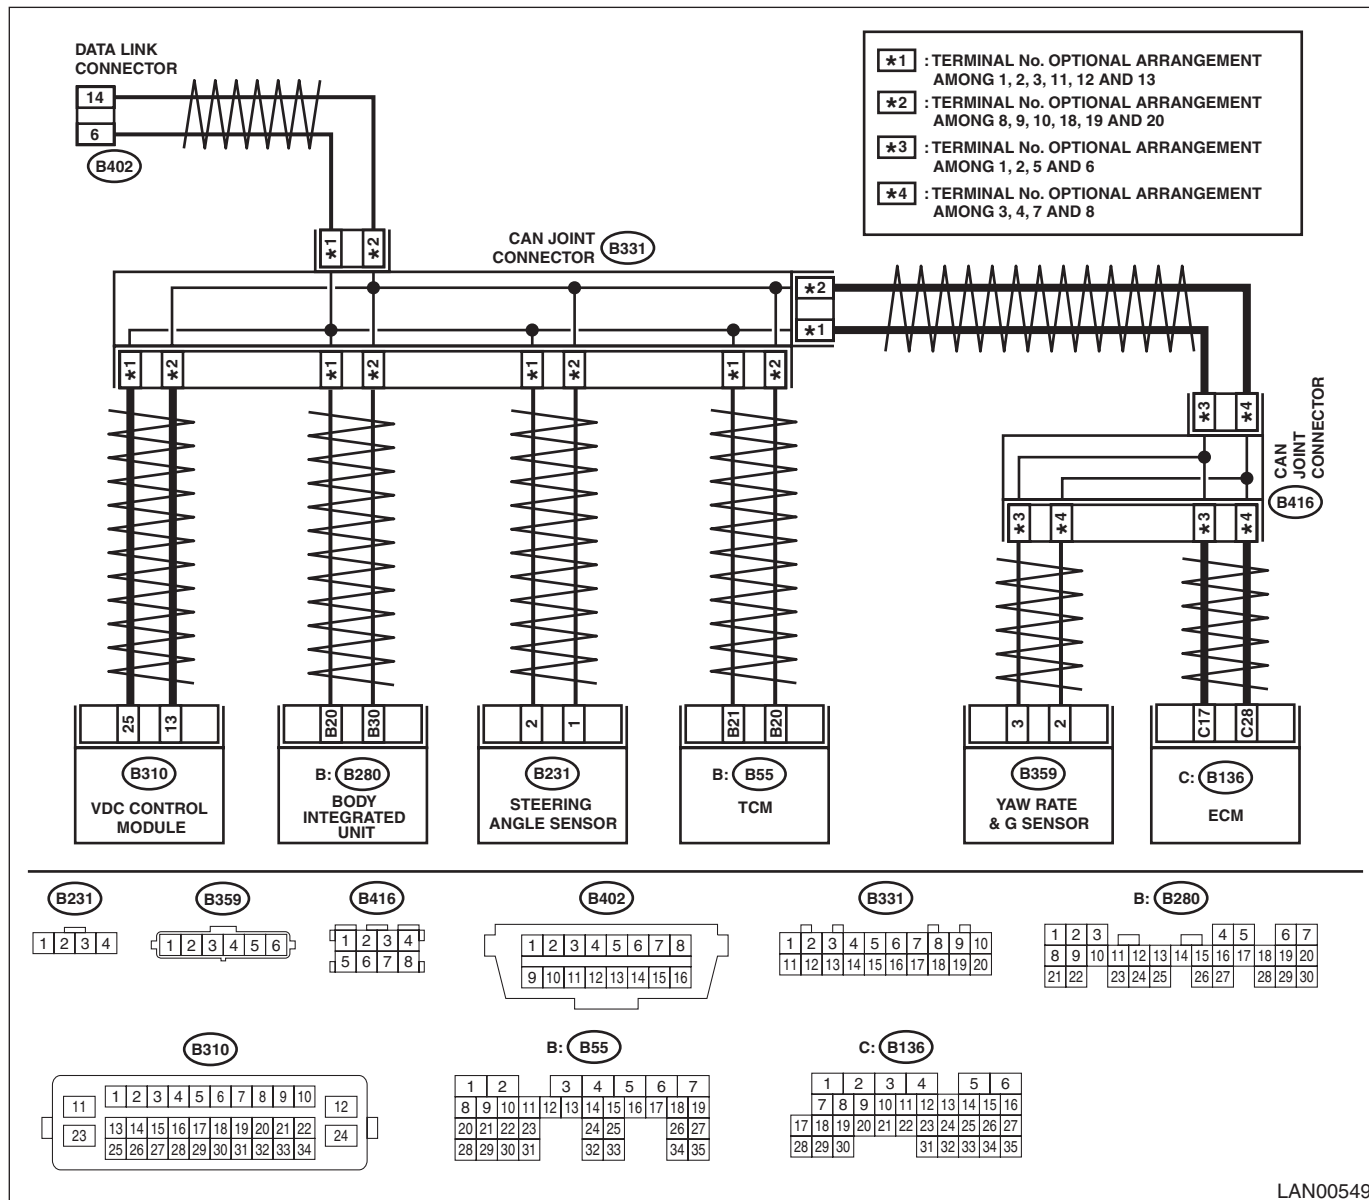 DATA LINK
CONNECTOR
14
6
B402
*1 : TERMINAL No. OPTIONAL ARRANGEMENT
AMONG 1, 2, 3, 11, 12 AND 13
*2 : TERMINAL No. OPTIONAL ARRANGEMENT
AMONG 8, 9, 10, 18, 19 AND 20
*3 : TERMINAL No. OPTIONAL ARRANGEMENT
AMONG 1, 2, 5 AND 6
*4 : TERMINAL No. OPTIONAL ARRANGEMENT
AMONG 3, 4, 7 AND 8
*1 *2
CAN JOINT
CONNECTOR B331
*2
*1
*1 *2 *1 *2 *1 *2 *1 *2
*3 *4
CAN
JOINT
CONNECTOR
B416
*3 *4 *3 *4
25 13
B310
VDC CONTROL
MODULE
B20 B30
B: B280
BODY
INTEGRATED
UNIT
2 1
B231
STEERING
ANGLE SENSOR
B21 B20
B: B55
TCM
3 2
B359
YAW RATE
& G SENSOR
C17 C28
C: B136
ECM
B231
1 2 3 4
B359
1 2 3 4 5 6
B416
1 2 3 4
5 6 7 8
B402
1 2 3 4 5 6 7 8
9 10 11 12 13 14 15 16
B331
1 2 3 4 5 6 7 8 9 10
11 12 13 14 15 16 17 18 19 20
B: B280
1 2 3 4 5 6 7
8 9 10 11 12 13 14 15 16 17 18 19 20
21 22 23 24 25 26 27 28 29 30
B310
11 1 2 3 4 5 6 7 8 9 10 12
23 13 14 15 16 17 18 19 20 21 22 24
25 26 27 28 29 30 31 32 33 34
B: B55
1 2 3 4 5 6 7
8 9 10 11 12 13 14 15 16 17 18 19
20 21 22 23 24 25 26 27
28 29 30 31 32 33 34 35
C: B136
1 2 3 4 5 6
7 8 9 10 11 12 13 14 15 16
17 18 19 20 21 22 23 24 25 26 27
28 29 30 31 32 33 34 35
LAN00549